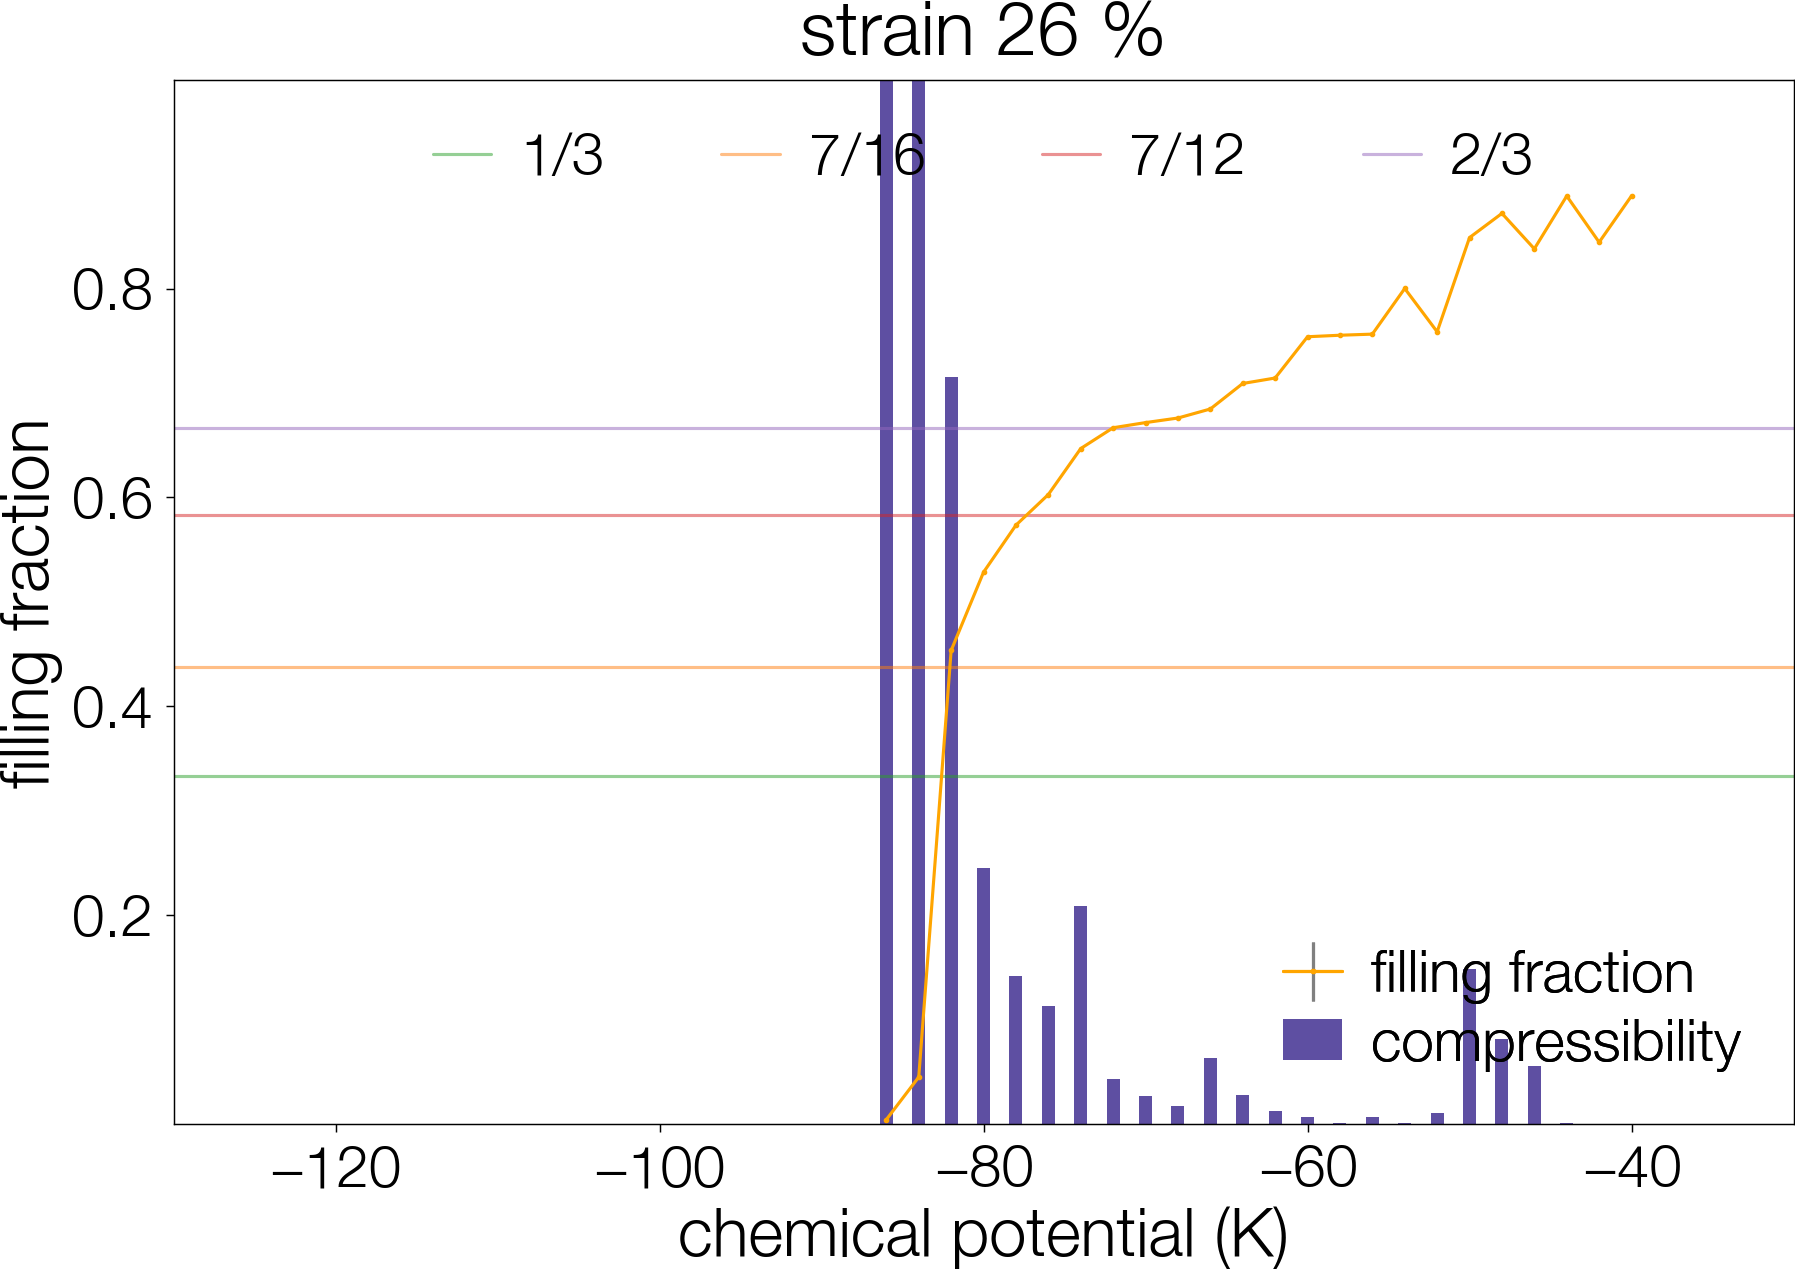 strain 26 %
1/3
7/16
7/12
2/3
0.8
0.6
0.4
0.2
filling fraction
filling fraction
compressibility
−120
−100
−80
−60
−40
chemical potential (K)